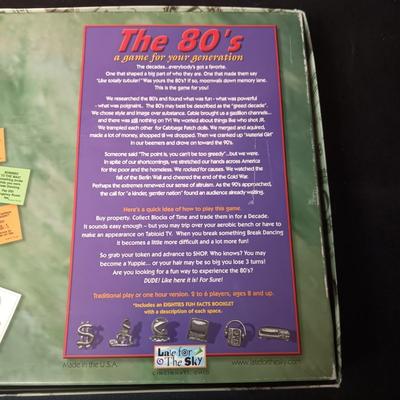 The 80's
a game for your generation
The decades...everybody's got a favorite.
One that shaped a big part of who they are. One that made them say
"Like totally tubular!" Was yours the 80's? If so, moonwalk down memory lane.
This is the game for you!
We researched the 80's and found what was fun - what was powerful
- what was poignant.. The 80's may best be described as the "greed decade".
We chose style and image over substance. Cable brought us a gazillion channels...
and there was still nothing on TV! We worried about things like who shot JR.
We trampled each other for Cabbage Patch dolls. We merged and acquired,
made a lot of money, shopped til we dropped. Then we cranked up "Material Girl"
in our beemers and drove on toward the 90's.
Someone said "The point is, you can't be too greedy"...but we were.
In spite of our shortcomings, we stretched our hands across America
for the poor and the homeless. We rocked for causes. We watched the
fall of the Berlin Wall and cheered the end of the Cold War.
Perhaps the extremes renewed our sense of altruism. As the 90's approached,
the call for "a kinder, gentler nation" found an audience already waiting.
Here's a quick idea of how to play this game.
Buy property. Collect Blocks of Time and trade them in for a Decade.
It sounds easy enough - but you may trip over your aerobic bench or have to
make an appearance on Tabloid TV. When you break something Break Dancing
it becomes a little more difficult and a lot more fun!
So grab your token and advance to SHOP. Who knows? You may
become a Yuppie... or your hair may be so big you lose 3 turns!
Are you looking for a fun way to experience the 80's?
DUDE! Like here it is! For Sure!
Traditional play or one hour version. 2 to 6 players, ages 8 and up.
*Includes an EIGHTIES FUN FACTS BOOKLET
with a description of each space.
Made in the U.S.A.
Late for
The Sky
CINCINNATI, OHIO
www.lateforthesky.com